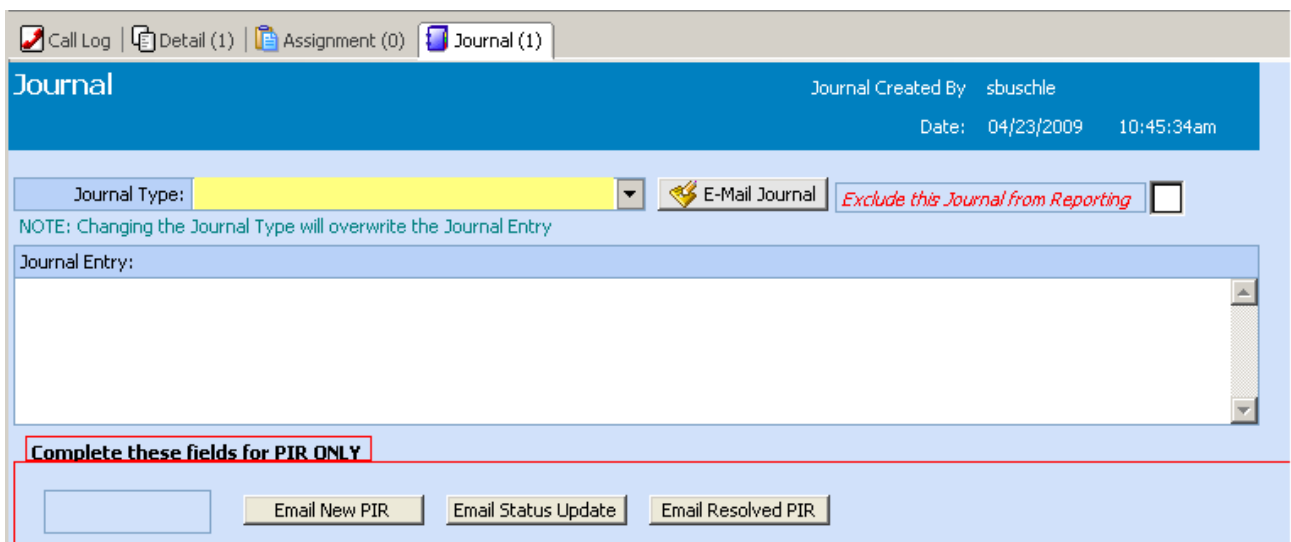 Call Log Detail (1) Assignment (0) Journal (1)
Journal Journal Created By sbuschle
Date: 04/23/2009 10:45:34am
Journal Type: E-Mail Journal Exclude this Journal from Reporting
NOTE: Changing the Journal Type will overwrite the Journal Entry
Journal Entry:
Complete these fields for PIR ONLY
Email New PIR Email Status Update Email Resolved PIR